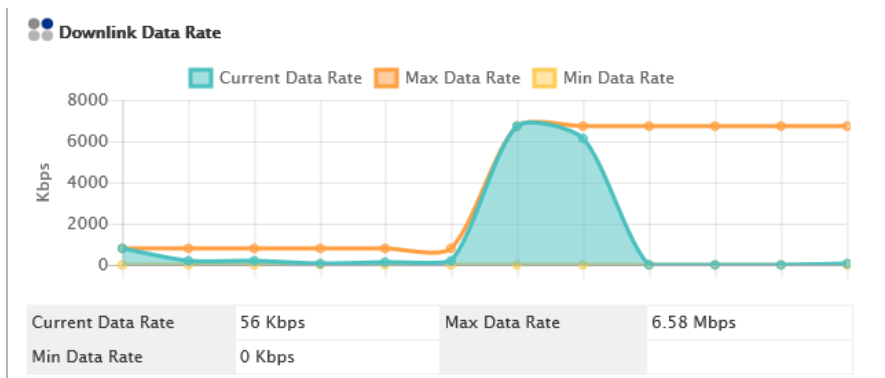 Downlink Data Rate
Current Data Rate Max Data Rate Min Data Rate
8000
6000
4000
2000
0
Kbps
Current Data Rate 56 Kbps Max Data Rate 6.58 Mbps
Min Data Rate 0 Kbps